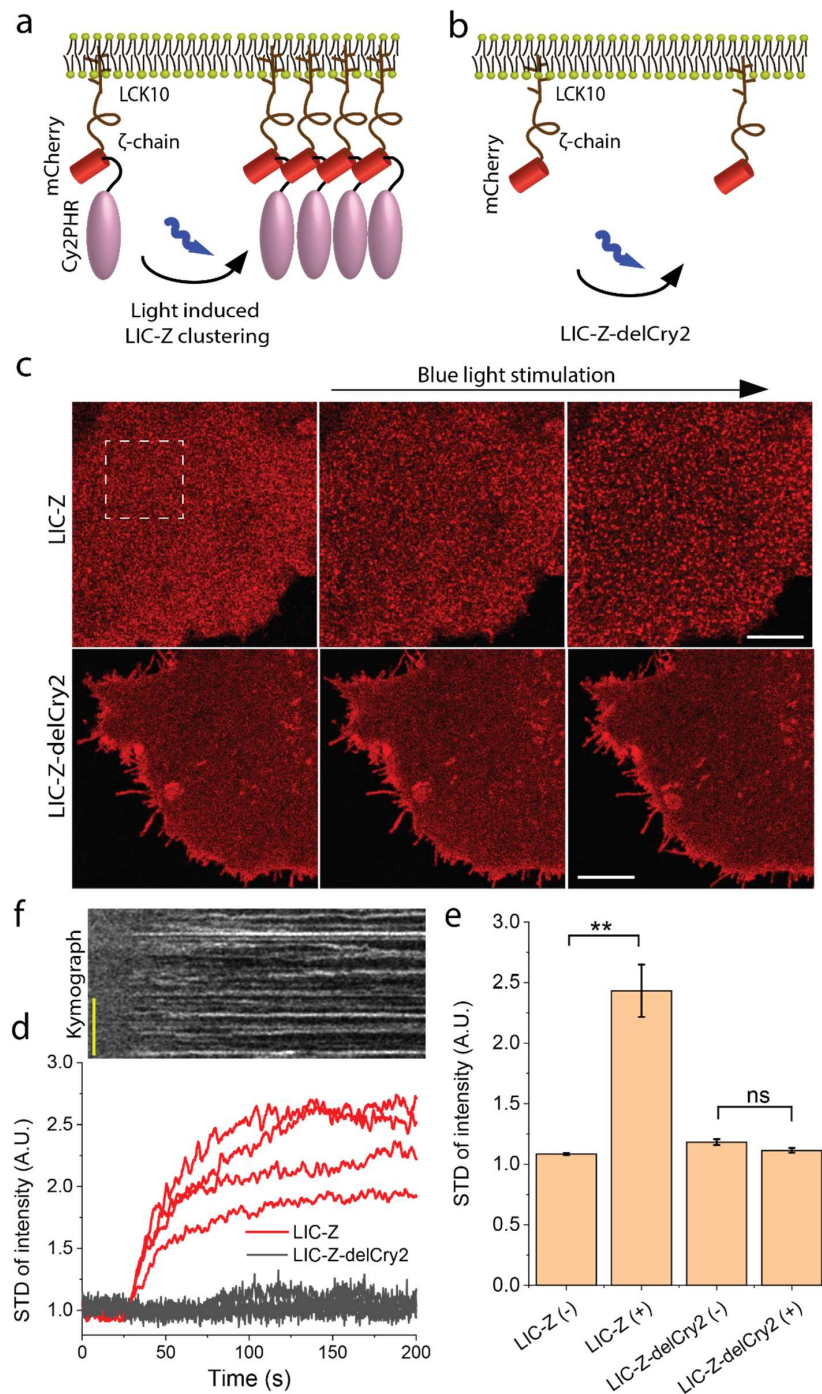 a
LCK10
mCherry
ζ-chain
Cy2PHR
Light induced
LIC-Z clustering
b
LCK10
mCherry
ζ-chain
LIC-Z-delCry2
c
Blue light stimulation
LIC-Z
LIC-Z-delCry2
f
Kymograph
d
STD of intensity (A.U.)
3.0
2.5
2.0
1.5
1.0
LIC-Z
LIC-Z-delCry2
0
50
100
150
200
Time (s)
e
STD of intensity (A.U.)
3.0
2.5
2.0
1.5
1.0
0.5
0.0
**
ns
LIC-Z (-)
LIC-Z (+)
LIC-Z-delCry2 (-)
LIC-Z-delCry2 (+)